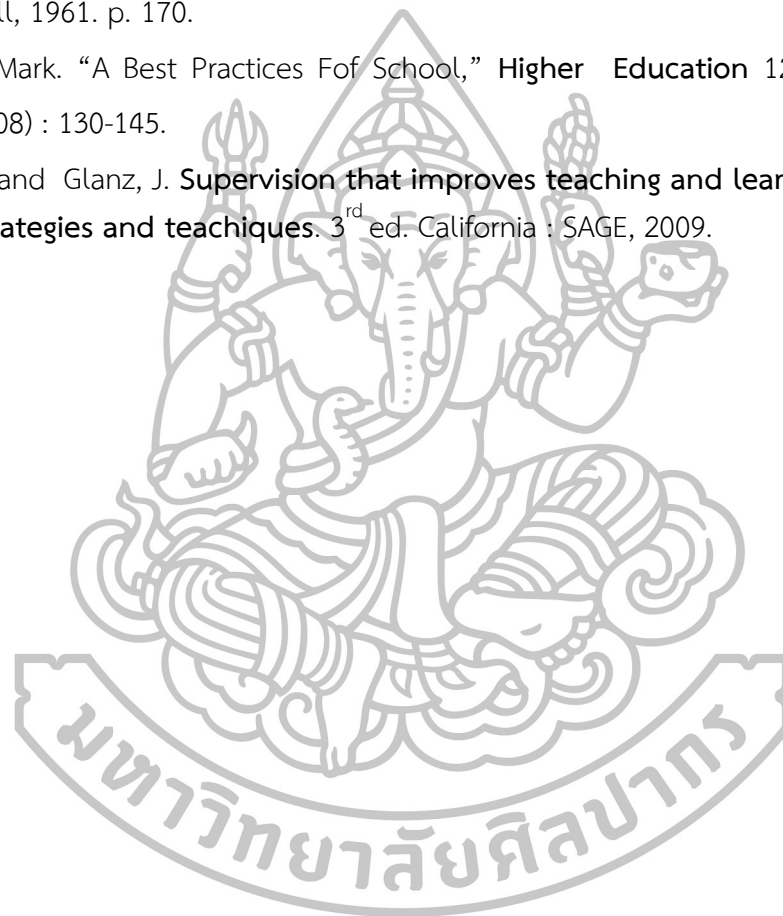 ll, 1961. p. 170.
Mark. “A Best Practices Fof School,” Higher Education 12
08) : 130-145.
and Glanz, J. Supervision that improves teaching and lear
rategies and teachiques. 3rd ed. California : SAGE, 2009.
มหาวิทยาลัยศิลปากร